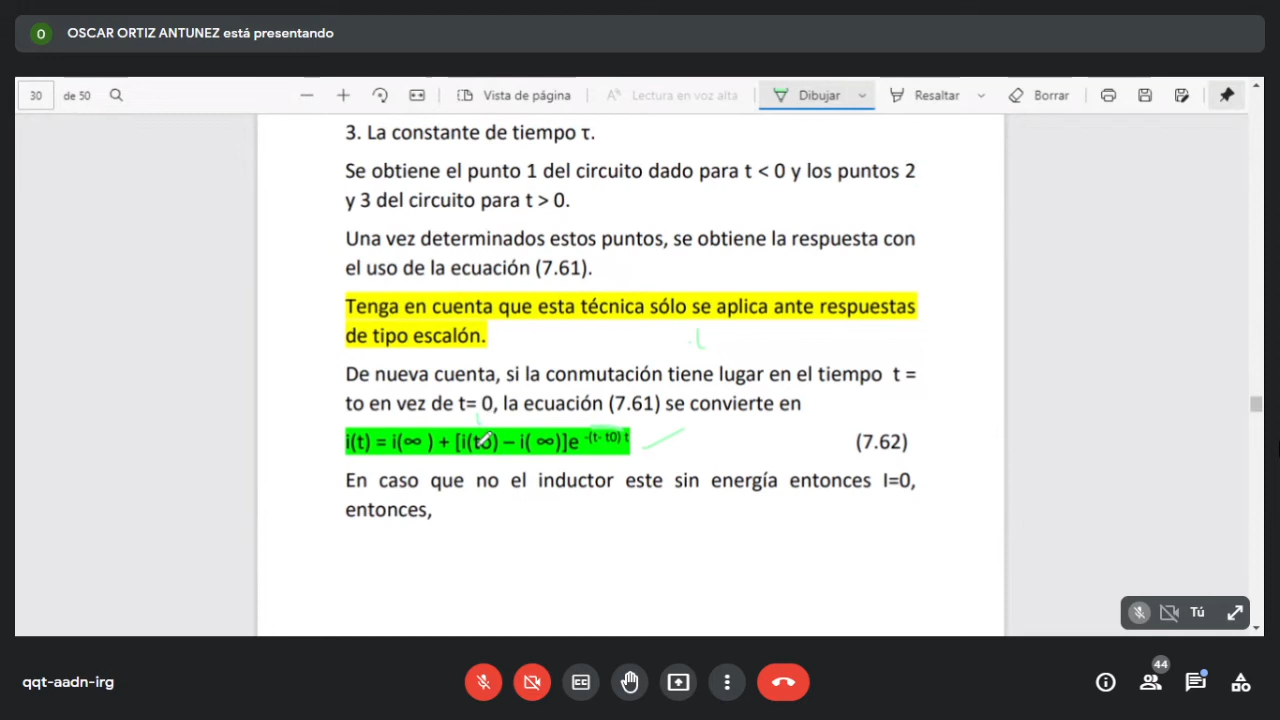 O OSCAR ORTIZ ANTUNEZ está presentando
30 de 50 Vista de página Lectura en voz alta Dibujar Resaltar Borrar
3. La constante de tiempo τ.
Se obtiene el punto 1 del circuito dado para t < 0 y los puntos 2
y 3 del circuito para t > 0.
Una vez determinados estos puntos, se obtiene la respuesta con
el uso de la ecuación (7.61).
Tenga en cuenta que esta técnica sólo se aplica ante respuestas
de tipo escalón.
De nueva cuenta, si la conmutación tiene lugar en el tiempo t =
to en vez de t= 0, la ecuación (7.61) se convierte en
i(t) = i(∞ ) + [i(to) – i( ∞)]e -(t- t0) t (7.62)
En caso que no el inductor este sin energía entonces I=0,
entonces,
Tú
qqt-aadn-irg
44